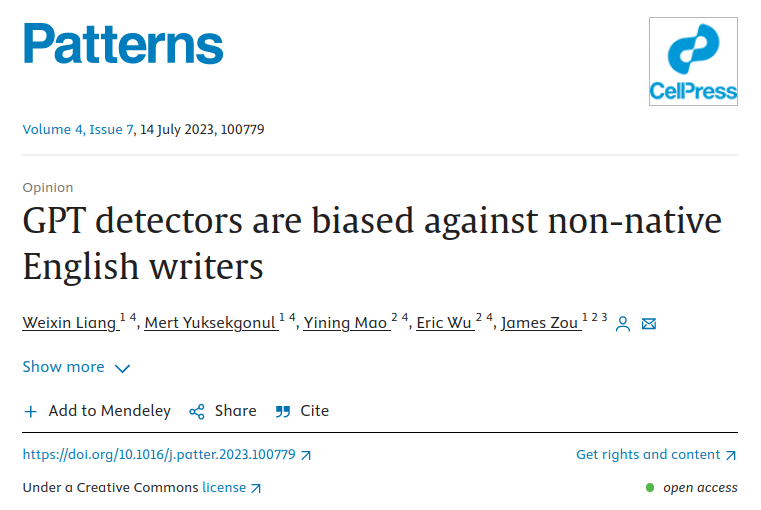 Patterns
CellPress
Volume 4, Issue 7, 14 July 2023, 100779
Opinion
GPT detectors are biased against non-native
English writers
Weixin Liang 1 4, Mert Yuksekgonul 1 4, Yining Mao 2 4, Eric Wu 2 4, James Zou 1 2 3
Show more
Add to Mendeley Share Cite
https://doi.org/10.1016/j.patter.2023.100779 Get rights and content
Under a Creative Commons license open access